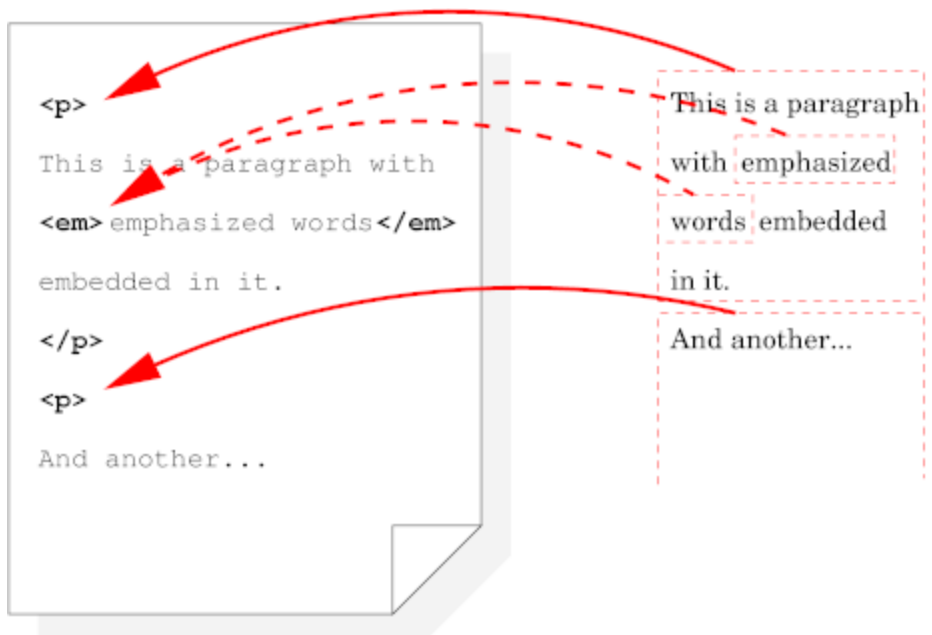 <p>
This is a paragraph with
<em>emphasized words</em>
embedded in it.
</p>
<p>
And another...
This is a paragraph
with emphasized
words embedded
in it.
And another...